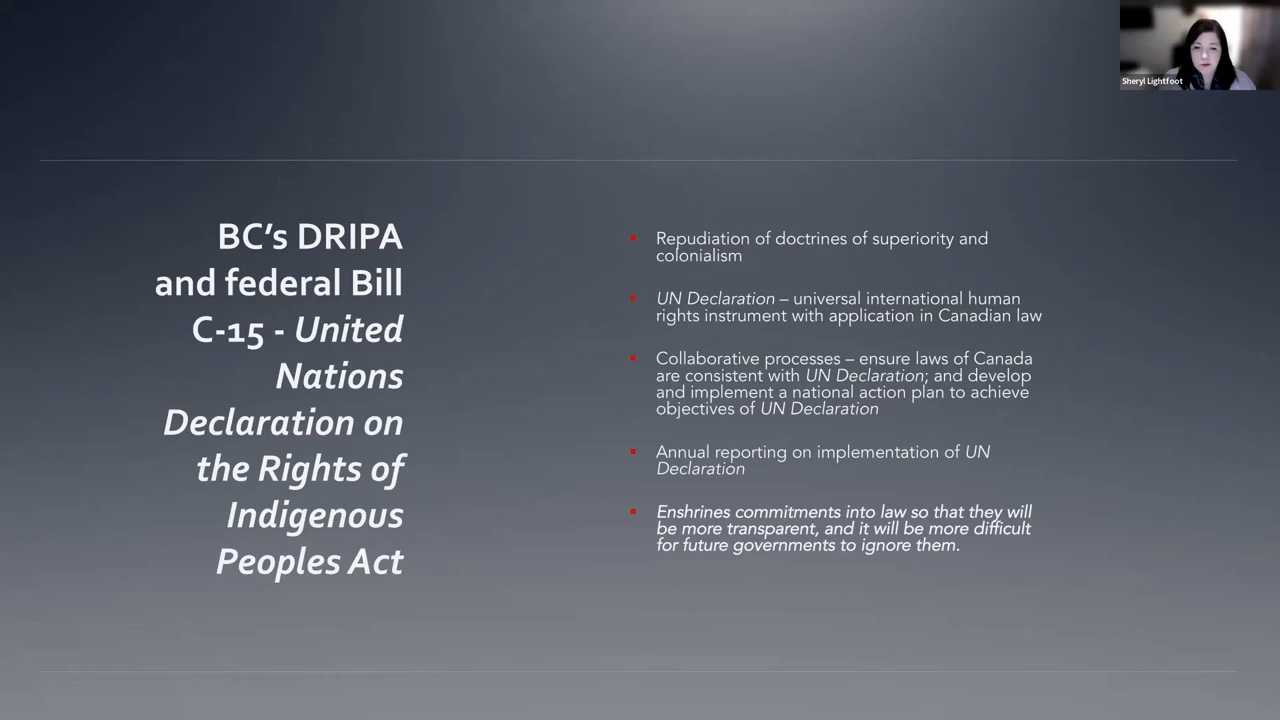 Sheryl Lightfoot
BC’s DRIPA
and federal Bill
C-15 - United
Nations
Declaration on
the Rights of
Indigenous
Peoples Act
Repudiation of doctrines of superiority and
colonialism
UN Declaration – universal international human
rights instrument with application in Canadian law
Collaborative processes – ensure laws of Canada
are consistent with UN Declaration; and develop
and implement a national action plan to achieve
objectives of UN Declaration
Annual reporting on implementation of UN
Declaration
Enshrines commitments into law so that they will
be more transparent, and it will be more difficult
for future governments to ignore them.